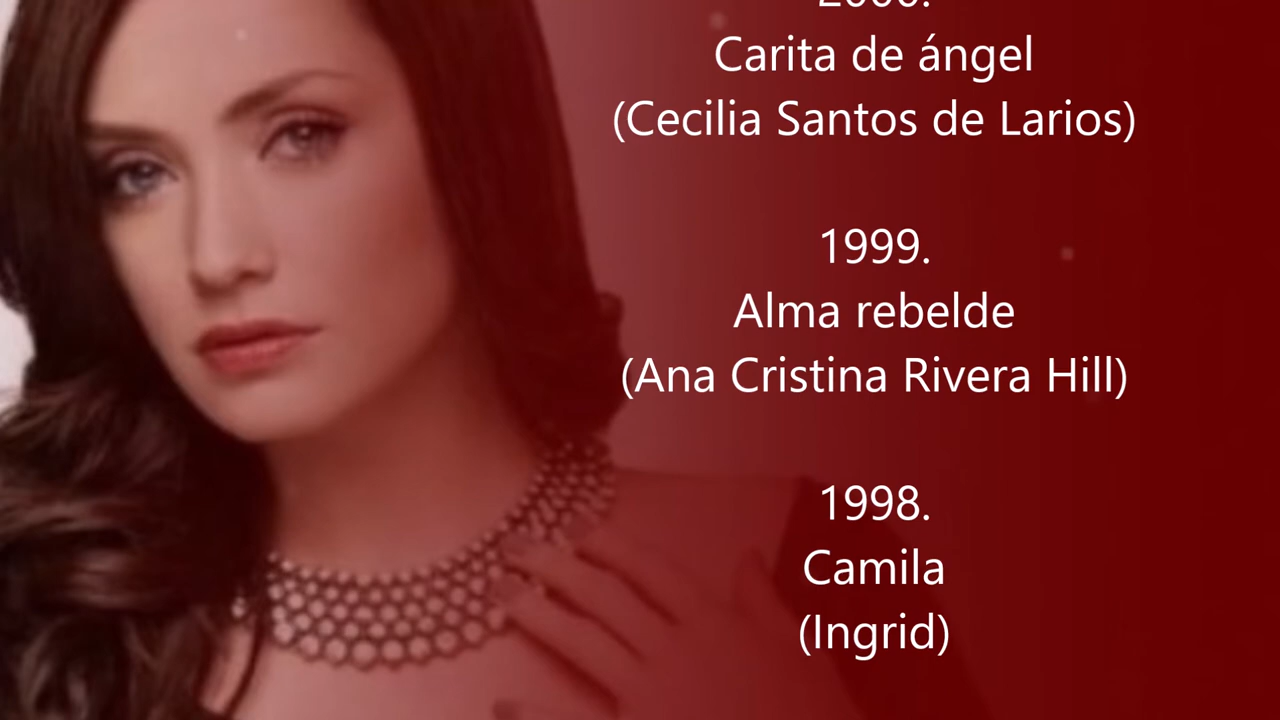 Carita de ángel
(Cecilia Santos de Larios)
1999.
Alma rebelde
(Ana Cristina Rivera Hill)
1998.
Camila
(Ingrid)